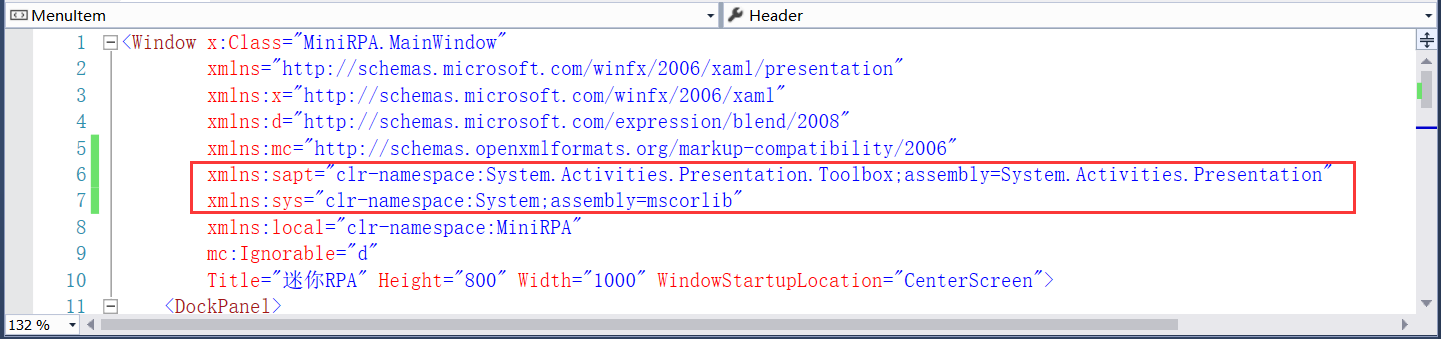 MenuItem Header
1 <Window x:Class="MiniRPA.MainWindow"
2 xmlns="http://schemas.microsoft.com/winfx/2006/xaml/presentation"
3 xmlns:x="http://schemas.microsoft.com/winfx/2006/xaml"
4 xmlns:d="http://schemas.microsoft.com/expression/blend/2008"
5 xmlns:mc="http://schemas.openxmlformats.org/markup-compatibility/2006"
6 xmlns:sapt="clr-namespace:System.Activities.Presentation.Toolbox;assembly=System.Activities.Presentation"
7 xmlns:sys="clr-namespace:System;assembly=mscorlib"
8 xmlns:local="clr-namespace:MiniRPA"
9 mc:Ignorable="d"
10 Title="迷你RPA" Height="800" Width="1000" WindowStartupLocation="CenterScreen">
11 <DockPanel>
132 %